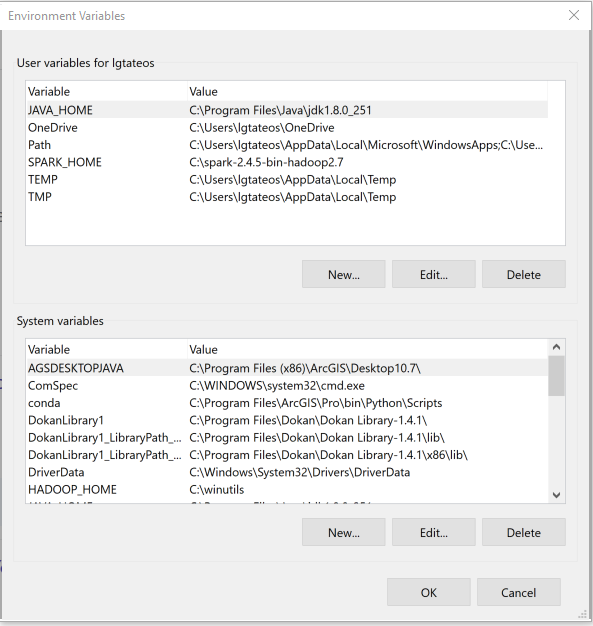 Environment Variables
User variables for lgtateos
Variable Value
JAVA_HOME C:\Program Files\Java\jdk1.8.0_251
OneDrive C:\Users\lgtateos\OneDrive
Path C:\Users\lgtateos\AppData\Local\Microsoft\WindowsApps;C:\Use...
SPARK_HOME C:\spark-2.4.5-bin-hadoop2.7
TEMP C:\Users\lgtateos\AppData\Local\Temp
TMP C:\Users\lgtateos\AppData\Local\Temp
New... Edit... Delete
System variables
Variable Value
AGSDESKTOPJAVA C:\Program Files (x86)\ArcGIS\Desktop10.7\
ComSpec C:\WINDOWS\system32\cmd.exe
conda C:\Program Files\ArcGIS\Pro\bin\Python\Scripts
DokanLibrary1 C:\Program Files\Dokan\Dokan Library-1.4.1\
DokanLibrary1_LibraryPath_... C:\Program Files\Dokan\Dokan Library-1.4.1\lib\
DokanLibrary1_LibraryPath_... C:\Program Files\Dokan\Dokan Library-1.4.1\x86\lib\
DriverData C:\Windows\System32\Drivers\DriverData
HADOOP_HOME C:\winutils
New... Edit... Delete
OK Cancel